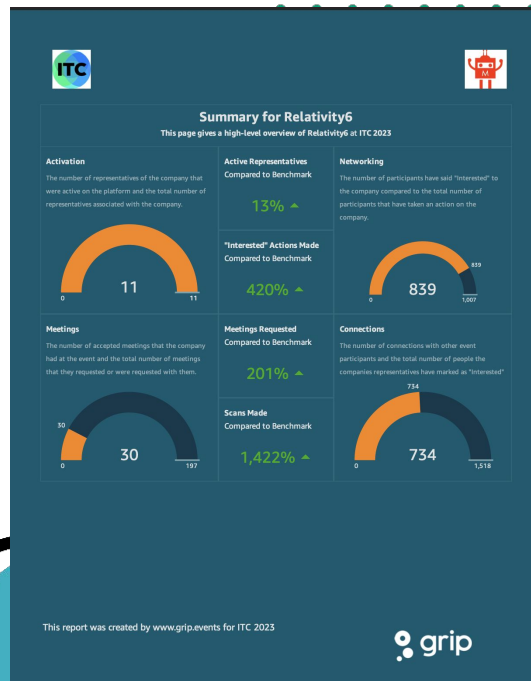 ITC
M
Summary for Relativity6
This page gives a high-level overview of Relativity6 at ITC 2023
Activation
The number of representatives of the company that
were active on the platform and the total number of
representatives associated with the company.
11
0
11
Active Representatives
Compared to Benchmark
13%
"Interested" Actions Made
Compared to Benchmark
420%
Networking
The number of participants have said "Interested" to
the company compared to the total number of
participants that have taken an action on the
company.
839
839
0
1,007
Meetings
The number of accepted meetings that the company
had at the event and the total number of meetings
that they requested or were requested with them.
30
30
0
197
Meetings Requested
Compared to Benchmark
201%
Scans Made
Compared to Benchmark
1,422%
Connections
The number of connections with other event
participants and the total number of people the
companies representatives have marked as "Interested"
734
734
0
1,518
This report was created by www.grip.events for ITC 2023
grip